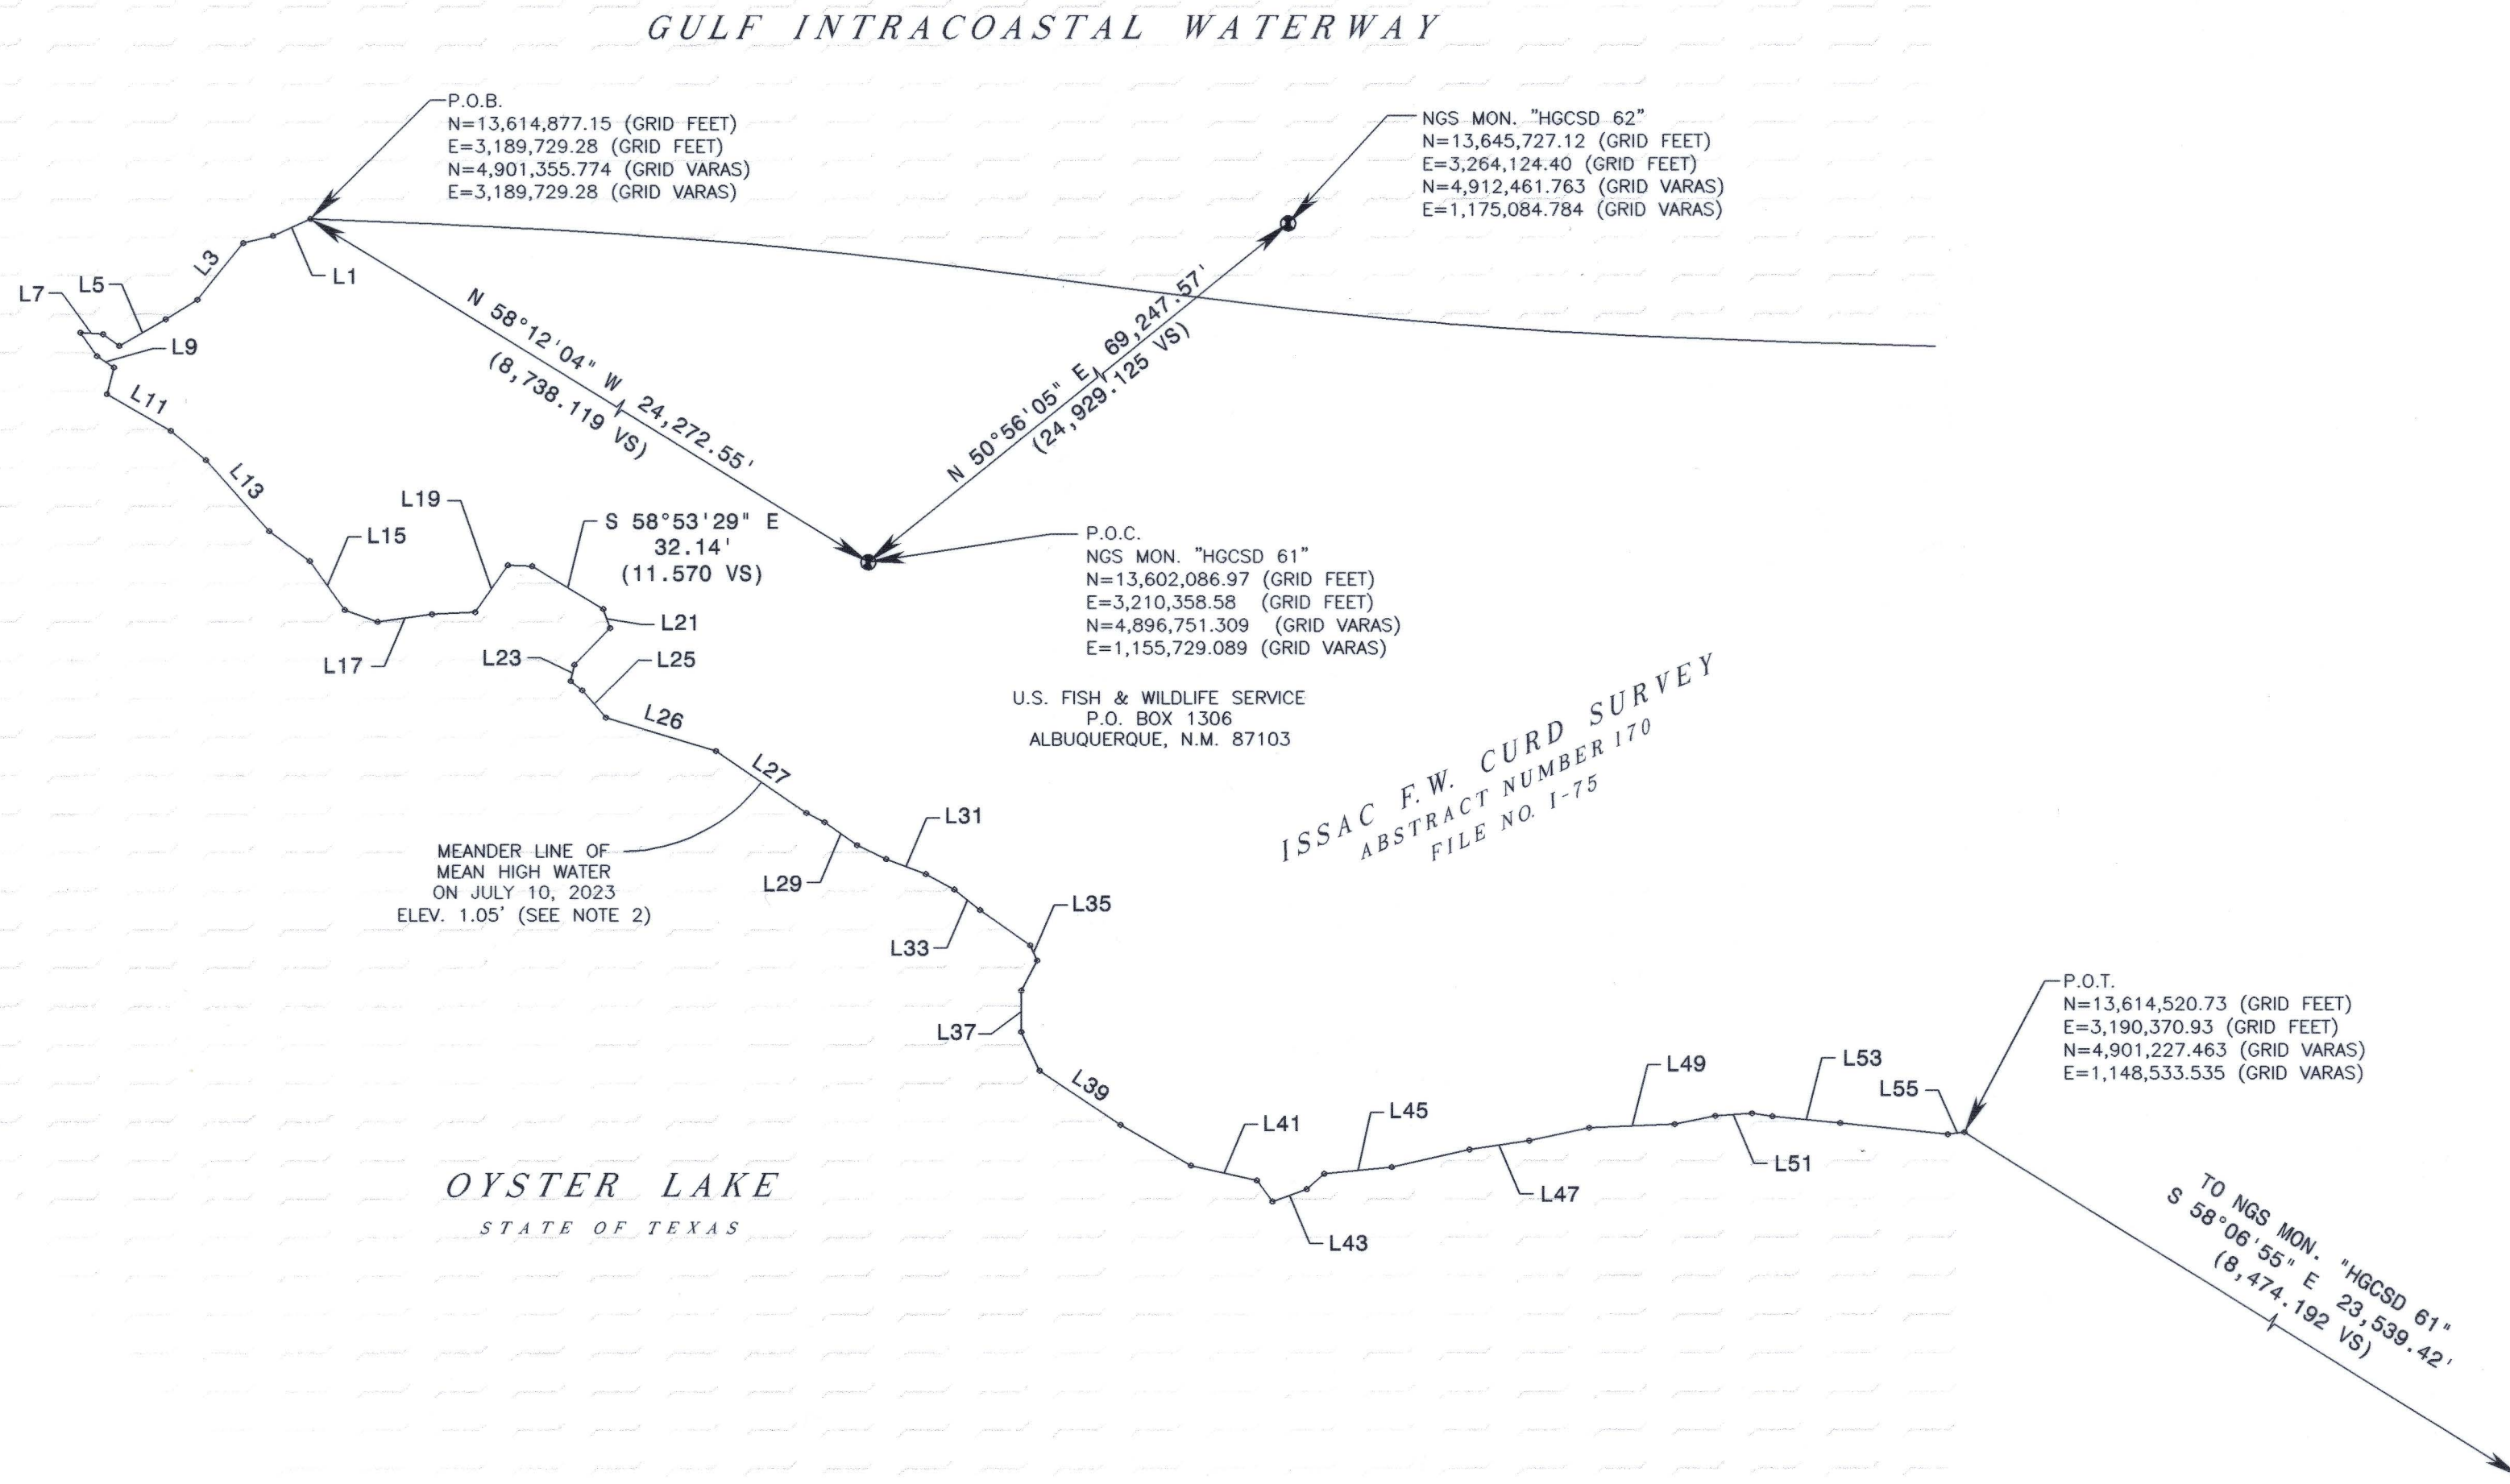 GULF INTRACOASTAL WATERWAY
P.O.B.
N=13,614,877.15 (GRID FEET)
E=3,189,729.28 (GRID FEET)
N=4,901,355.774 (GRID VARAS)
E=3,189,729.28 (GRID VARAS)
NGS MON. "HGCSD 62"
N=13,645,727.12 (GRID FEET)
E=3,264,124.40 (GRID FEET)
N=4,912,461.763 (GRID VARAS)
E=1,175,084.784 (GRID VARAS)
L1
L3
L5
L7
L9
L11
L13
L15
L17
L19
N 58°12'04" W 24,272.55'
(8,738.119 VS)
N 50°56'05" E 69,247.57'
(24,929.125 VS)
S 58°53'29" E
32.14'
(11.570 VS)
P.O.C.
NGS MON. "HGCSD 61"
N=13,602,086.97 (GRID FEET)
E=3,210,358.58 (GRID FEET)
N=4,896,751.309 (GRID VARAS)
E=1,155,729.089 (GRID VARAS)
L21
L23
L25
L26
L27
U.S. FISH & WILDLIFE SERVICE
P.O. BOX 1306
ALBUQUERQUE, N.M. 87103
ISSAC F.W. CURD SURVEY
ABSTRACT NUMBER 170
FILE NO. I-75
MEANDER LINE OF
MEAN HIGH WATER
ON JULY 10, 2023
ELEV. 1.05' (SEE NOTE 2)
L29
L31
L33
L35
L37
L39
L41
L43
L45
L47
L49
L51
L53
L55
P.O.T.
N=13,614,520.73 (GRID FEET)
E=3,190,370.93 (GRID FEET)
N=4,901,227.463 (GRID VARAS)
E=1,148,533.535 (GRID VARAS)
OYSTER LAKE
STATE OF TEXAS
TO NGS MON. "HGCSD 61"
S 58°06'55" E 23,539.42'
(8,474.192 VS)